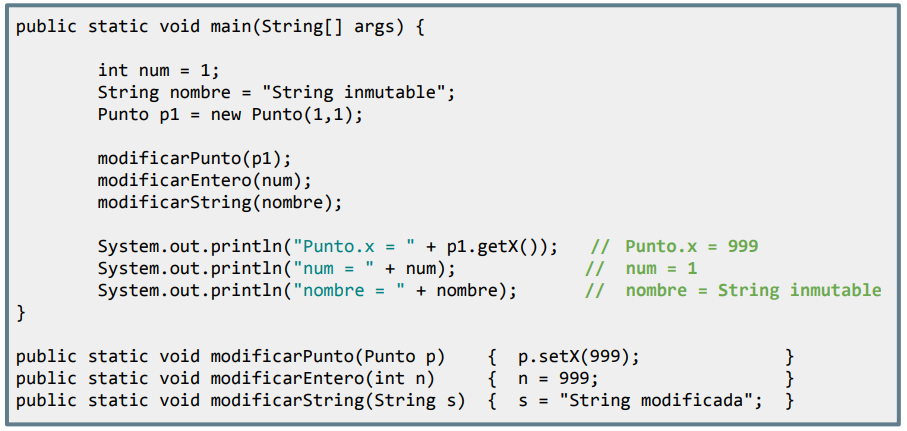 public static void main(String[] args) {
int num = 1;
String nombre = "String inmutable";
Punto p1 = new Punto(1,1);
modificarPunto(p1);
modificarEntero(num);
modificarString(nombre);
System.out.println("Punto.x = " + p1.getX()); // Punto.x = 999
System.out.println("num = " + num); // num = 1
System.out.println("nombre = " + nombre); // nombre = String inmutable
}
public static void modificarPunto(Punto p) { p.setX(999); }
public static void modificarEntero(int n) { n = 999; }
public static void modificarString(String s) { s = "String modificada"; }